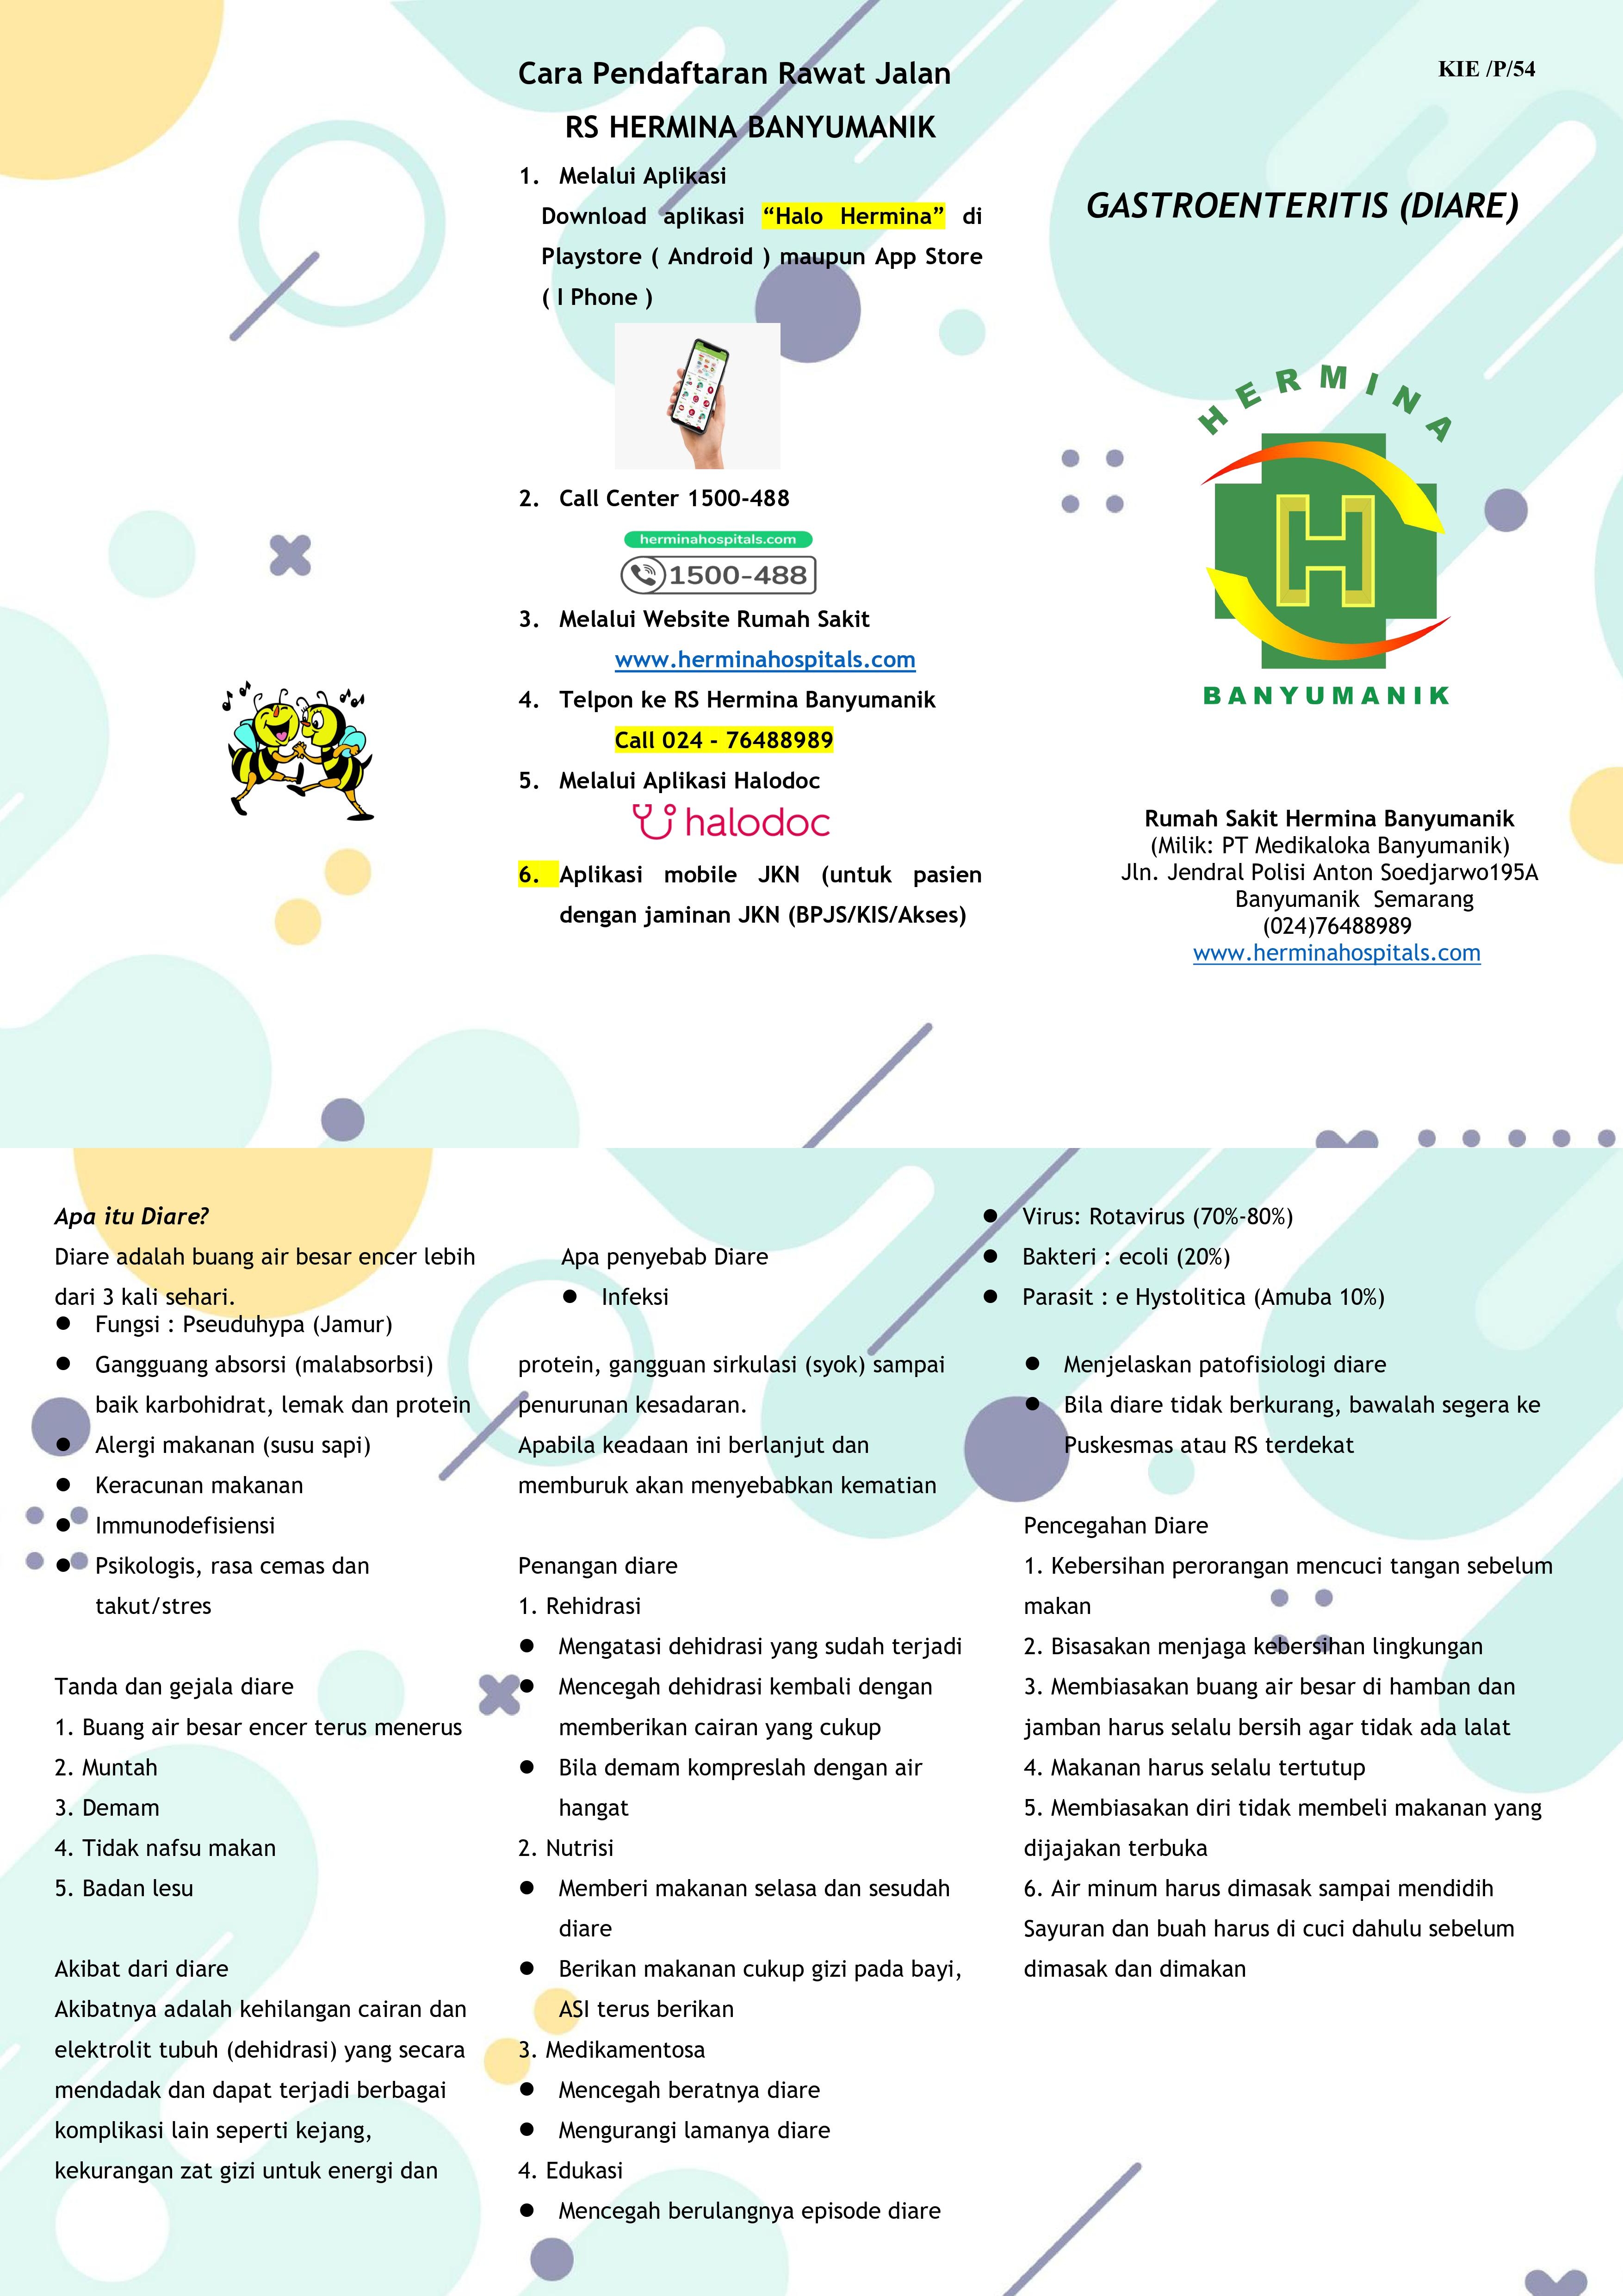 Cara Pendaftaran Rawat Jalan
RS HERMINA BANYUMANIK
1. Melalui Aplikasi
Download aplikasi “Halo Hermina” di
Playstore ( Android ) maupun App Store
( I Phone )
2. Call Center 1500-488
herminahospitals.com
1500-488
3. Melalui Website Rumah Sakit
www.herminahospitals.com
4. Telpon ke RS Hermina Banyumanik
Call 024 - 76488989
5. Melalui Aplikasi Halodoc
halodoc
6. Aplikasi mobile JKN (untuk pasien
dengan jaminan JKN (BPJS/KIS/Akses)
KIE /P/54
GASTROENTERITIS (DIARE)
HERMINA
H
BANYUMANIK
Rumah Sakit Hermina Banyumanik
(Milik: PT Medikaloka Banyumanik)
Jln. Jendral Polisi Anton Soedjarwo195A
Banyumanik Semarang
(024)76488989
www.herminahospitals.com
Apa itu Diare?
Diare adalah buang air besar encer lebih
dari 3 kali sehari.
Apa penyebab Diare
● Infeksi
● Virus: Rotavirus (70%-80%)
● Bakteri : ecoli (20%)
● Parasit : e Hystolitica (Amuba 10%)
● Fungsi : Pseuduhypa (Jamur)
● Gangguang absorsi (malabsorbsi)
baik karbohidrat, lemak dan protein
● Alergi makanan (susu sapi)
● Keracunan makanan
● Immunodefisiensi
● Psikologis, rasa cemas dan
takut/stres
Tanda dan gejala diare
1. Buang air besar encer terus menerus
2. Muntah
3. Demam
4. Tidak nafsu makan
5. Badan lesu
Akibat dari diare
Akibatnya adalah kehilangan cairan dan
elektrolit tubuh (dehidrasi) yang secara
mendadak dan dapat terjadi berbagai
komplikasi lain seperti kejang,
kekurangan zat gizi untuk energi dan
protein, gangguan sirkulasi (syok) sampai
penurunan kesadaran.
Apabila keadaan ini berlanjut dan
memburuk akan menyebabkan kematian
Penangan diare
1. Rehidrasi
● Mengatasi dehidrasi yang sudah terjadi
● Mencegah dehidrasi kembali dengan
memberikan cairan yang cukup
● Bila demam kompreslah dengan air
hangat
2. Nutrisi
● Memberi makanan selasa dan sesudah
diare
● Berikan makanan cukup gizi pada bayi,
ASI terus berikan
3. Medikamentosa
● Mencegah beratnya diare
● Mengurangi lamanya diare
4. Edukasi
● Mencegah berulangnya episode diare
● Menjelaskan patofisiologi diare
● Bila diare tidak berkurang, bawalah segera ke
Puskesmas atau RS terdekat
Pencegahan Diare
1. Kebersihan perorangan mencuci tangan sebelum
makan
2. Bisasakan menjaga kebersihan lingkungan
3. Membiasakan buang air besar di hamban dan
jamban harus selalu bersih agar tidak ada lalat
4. Makanan harus selalu tertutup
5. Membiasakan diri tidak membeli makanan yang
dijajakan terbuka
6. Air minum harus dimasak sampai mendidih
Sayuran dan buah harus di cuci dahulu sebelum
dimasak dan dimakan